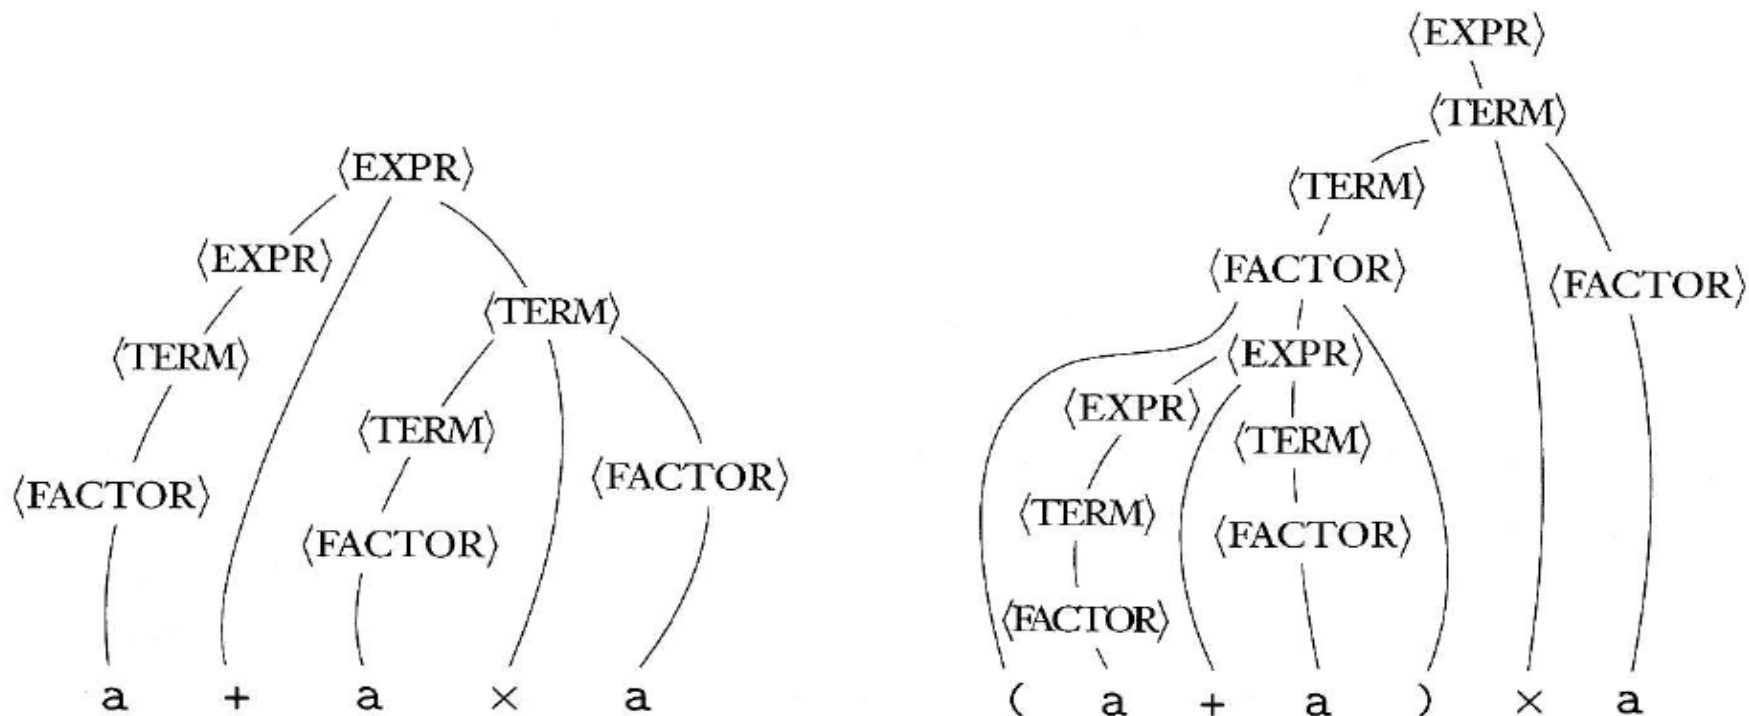 ⟨EXPR⟩
⟨EXPR⟩
⟨TERM⟩
⟨TERM⟩
⟨FACTOR⟩
⟨TERM⟩
⟨FACTOR⟩
⟨FACTOR⟩
a + a × a
⟨EXPR⟩
⟨TERM⟩
⟨TERM⟩
⟨FACTOR⟩
⟨FACTOR⟩
⟨EXPR⟩
⟨EXPR⟩
⟨TERM⟩
⟨TERM⟩
⟨FACTOR⟩
⟨FACTOR⟩
( a + a ) × a